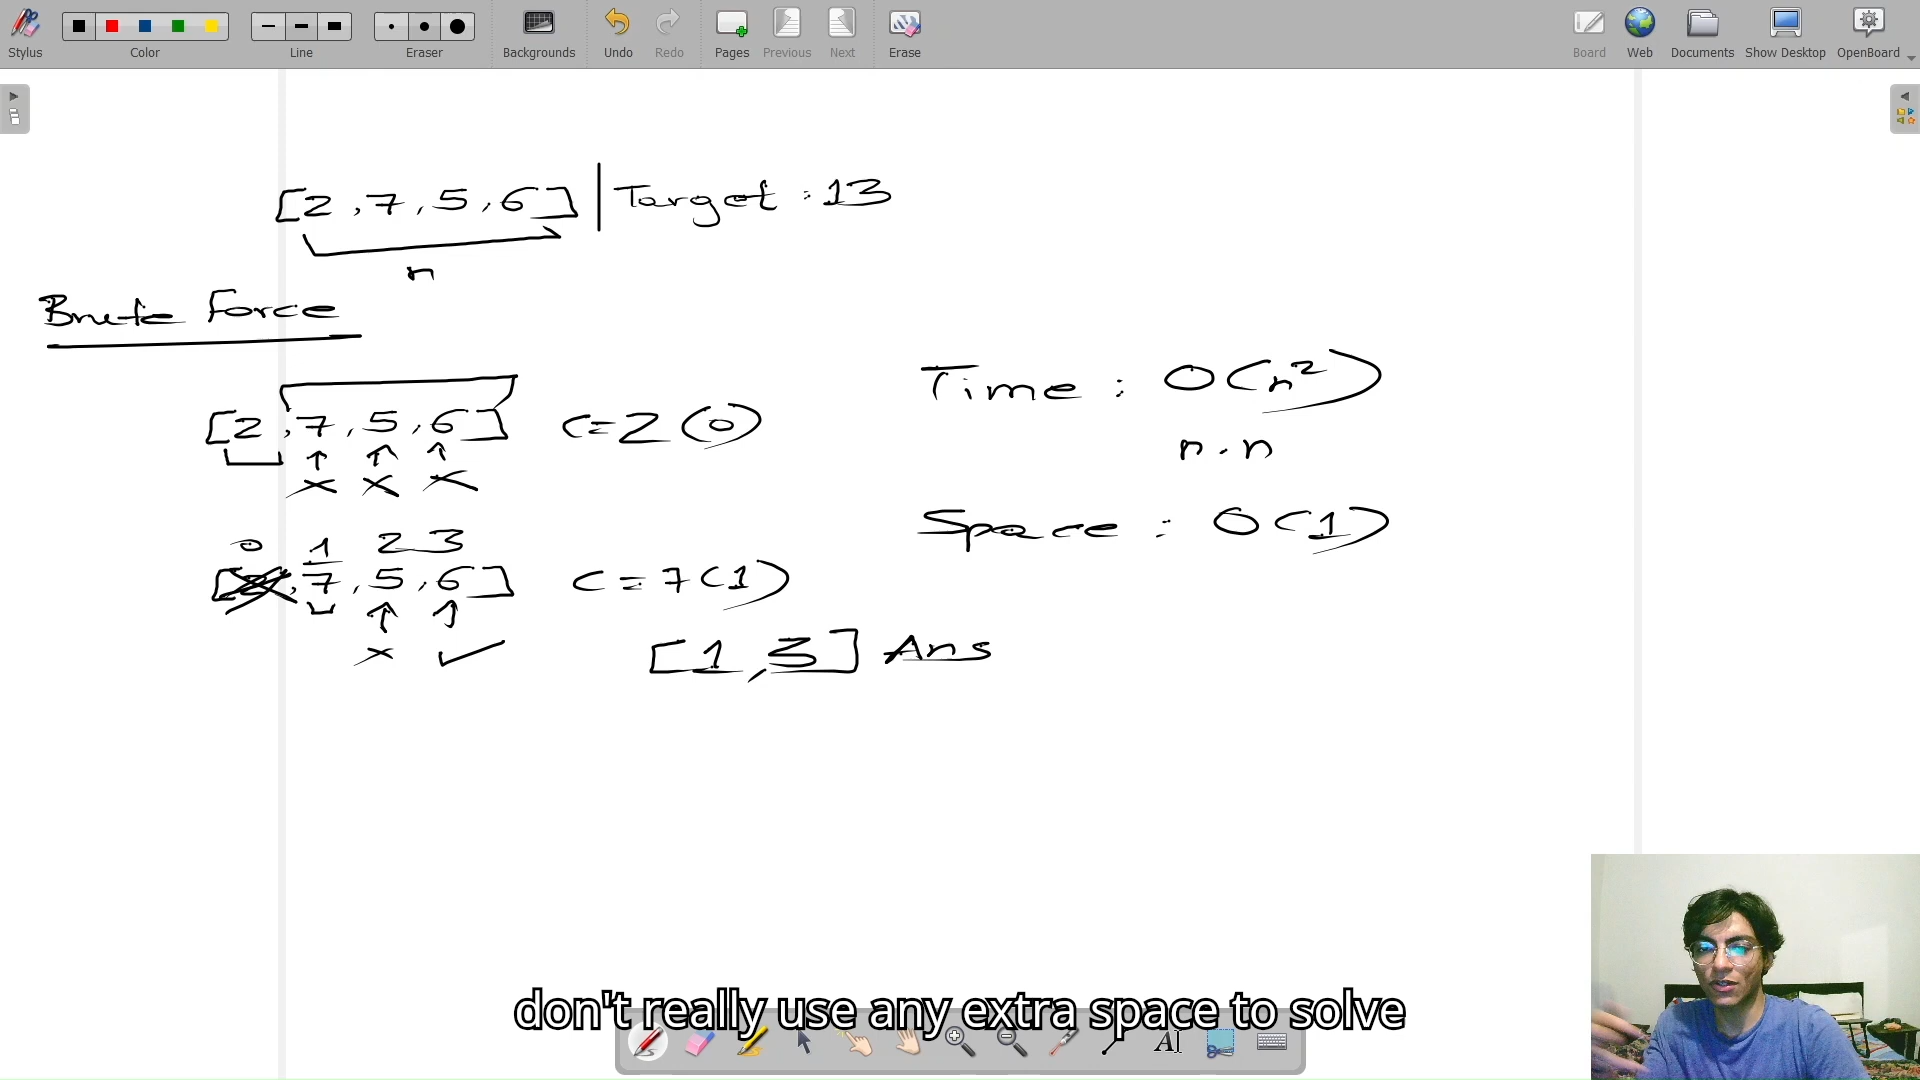 Stylus Color Line Eraser Backgrounds Undo Redo Pages Previous Next Erase Board Web Documents Show Desktop OpenBoard
[2,7,5,6] | Target : 13
n
Brute Force
[2,7,5,6] C=2(0)
Time : O(n²)
n.n
Space : O(1)
0 1 2 3
[2,7,5,6] C=7(1)
[1,3] Ans
don't really use any extra space to solve